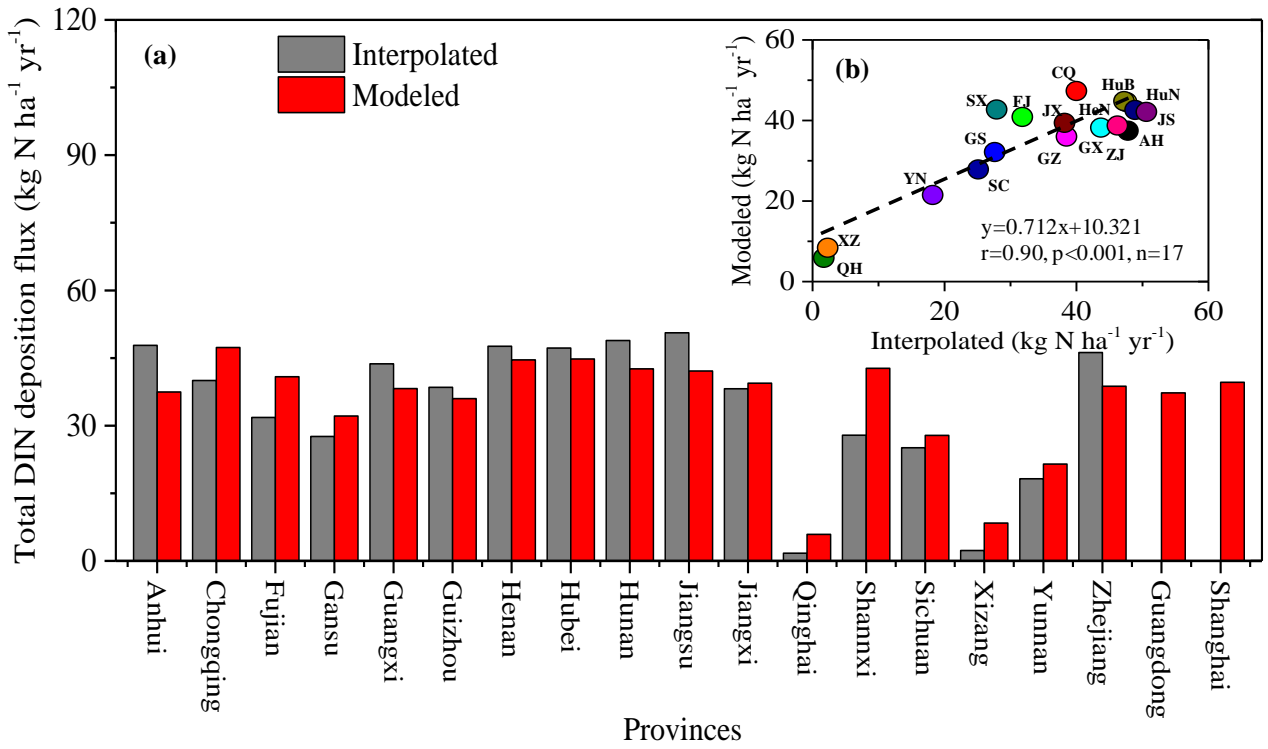 Total DIN deposition flux (kg N ha⁻¹ yr⁻¹)
120
90
60
30
0
(a)
Interpolated
Modeled
Anhui
Chongqing
Fujian
Gansu
Guangxi
Guizhou
Henan
Hubei
Hunan
Jiangsu
Jiangxi
Qinghai
Shannxi
Sichuan
Xizang
Yunnan
Zhejiang
Guangdong
Shanghai
Provinces
(b)
Modeled (kg N ha⁻¹ yr⁻¹)
60
40
20
0
CQ
HuB
SX
FJ
JX
HeN
HuN
JS
GS
GZ
GX
ZJ
AH
YN
SC
XZ
QH
y=0.712x+10.321
r=0.90, p<0.001, n=17
0
20
40
60
Interpolated (kg N ha⁻¹ yr⁻¹)